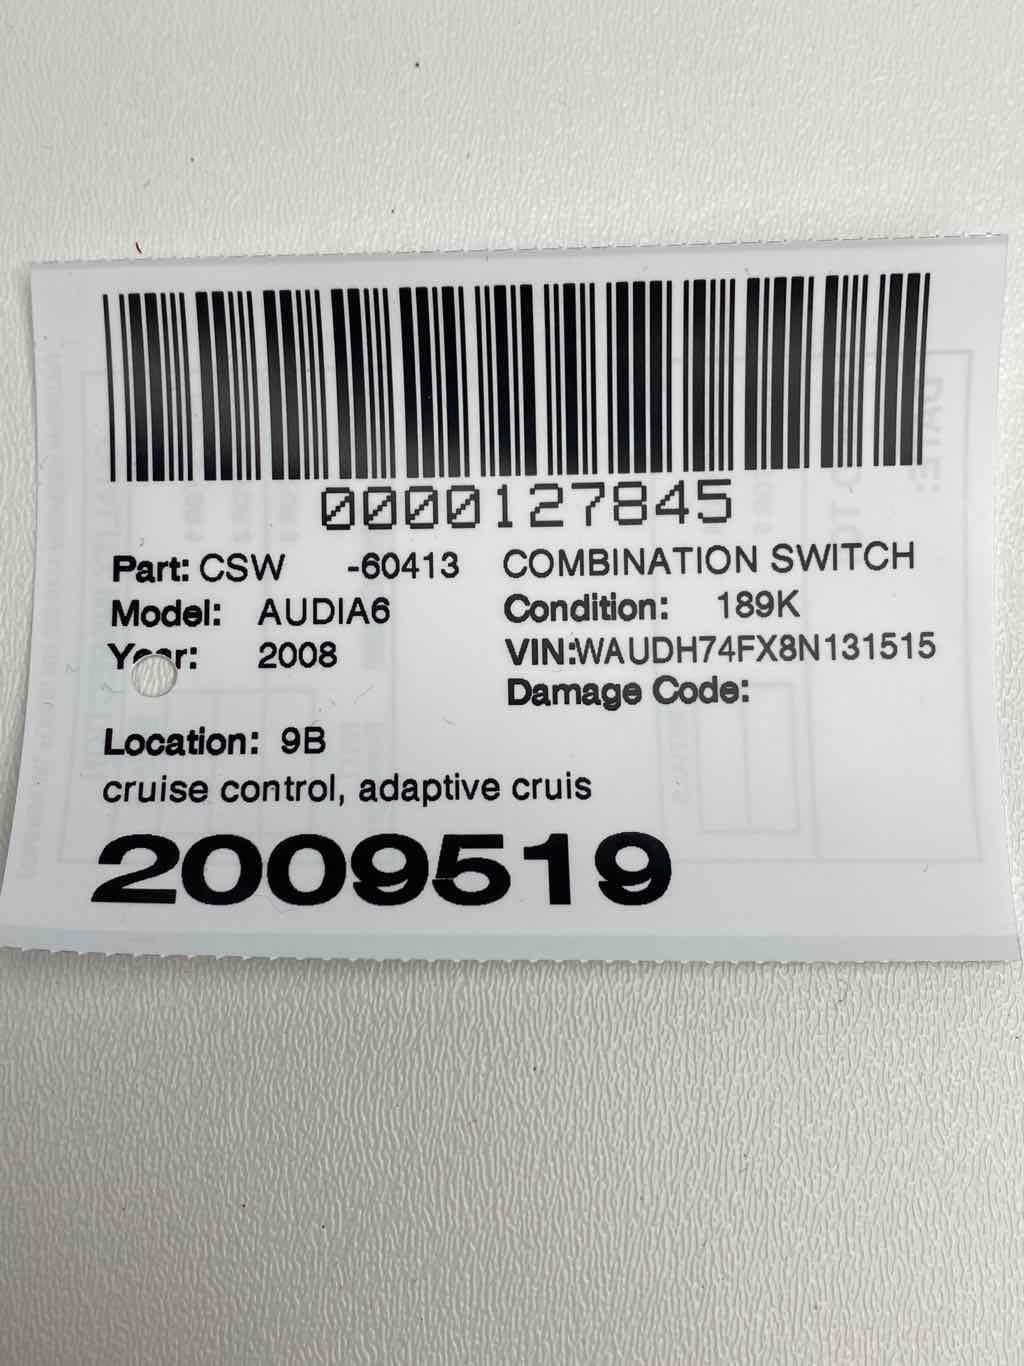 0000127845
Part: CSW -60413 COMBINATION SWITCH
Model: AUDIA6 Condition: 189K
Year: 2008 VIN:WAUDH74FX8N131515
Damage Code:
Location: 9B
cruise control, adaptive cruis
2009519